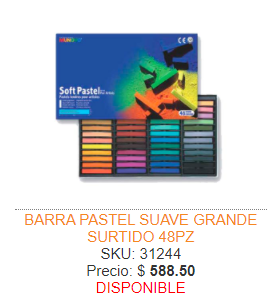 Soft Pastel
BARRA PASTEL SUAVE GRANDE
SURTIDO 48PZ
SKU: 31244
Precio: $ 588.50
DISPONIBLE